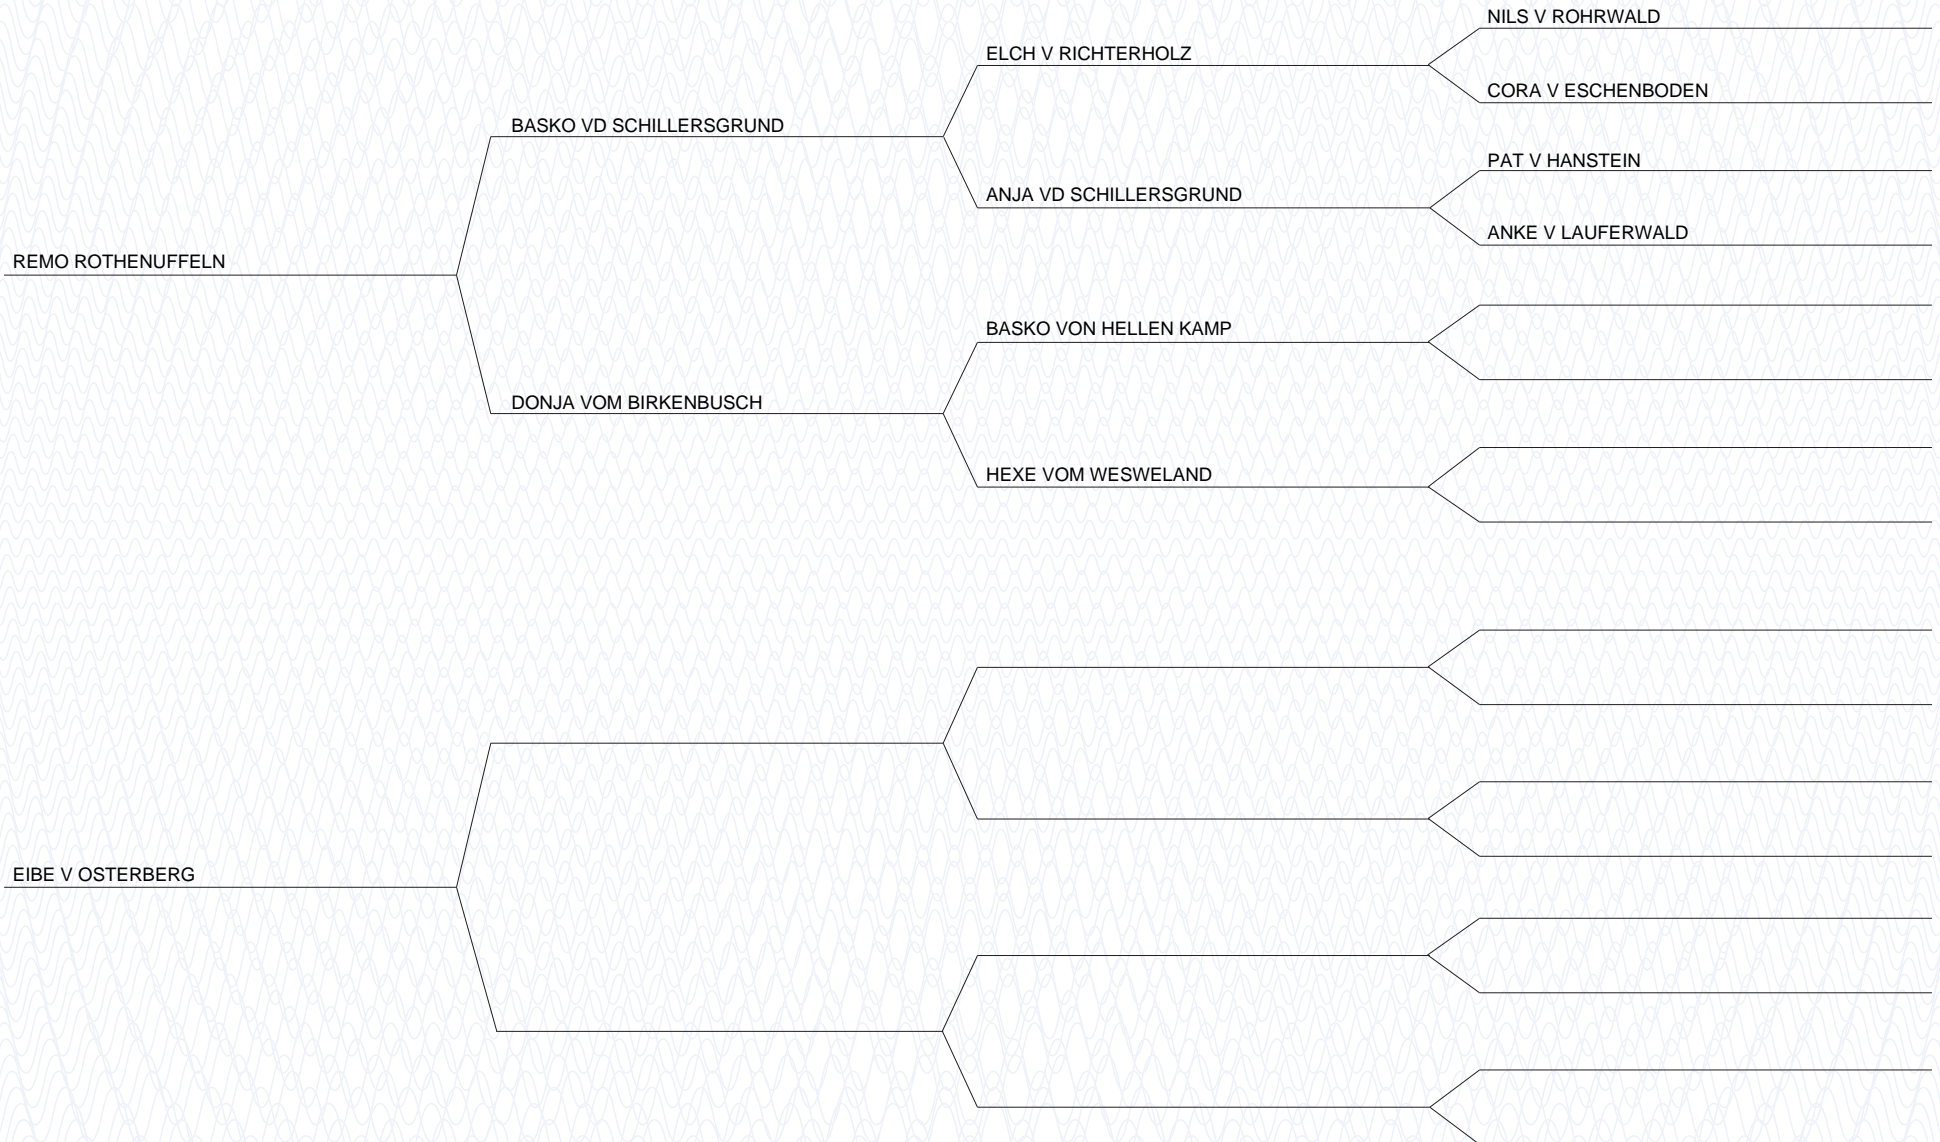 NILS V ROHRWALD
ELCH V RICHTERHOLZ
CORA V ESCHENBODEN
BASKO VD SCHILLERSGRUND
PAT V HANSTEIN
ANJA VD SCHILLERSGRUND
ANKE V LAUFERWALD
REMO ROTHENUFFELN
BASKO VON HELLEN KAMP
DONJA VOM BIRKENBUSCH
HEXE VOM WESWELAND
EIBE V OSTERBERG